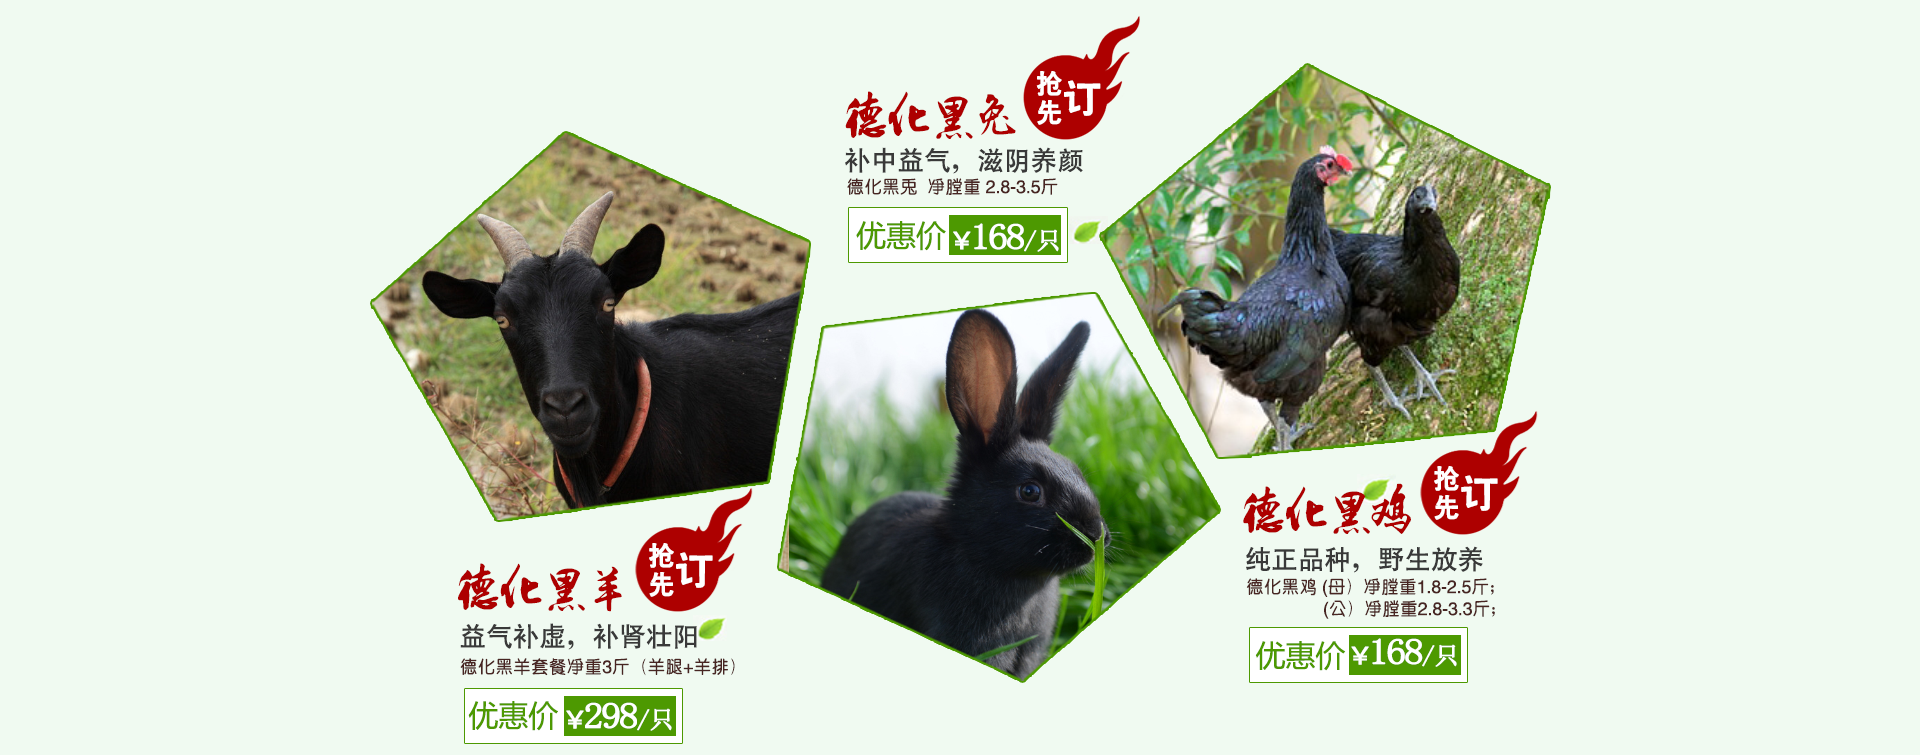 德化黑兔
抢先订
补中益气，滋阴养颜
德化黑兔 净膛重 2.8-3.5斤
优惠价 ¥168/只
德化黑羊
抢先订
益气补虚，补肾壮阳
德化黑羊套餐净重3斤（羊腿+羊排）
优惠价 ¥298/只
德化黑鸡
抢先订
纯正品种，野生放养
德化黑鸡 (母）净膛重1.8-2.5斤；
(公）净膛重2.8-3.3斤；
优惠价 ¥168/只